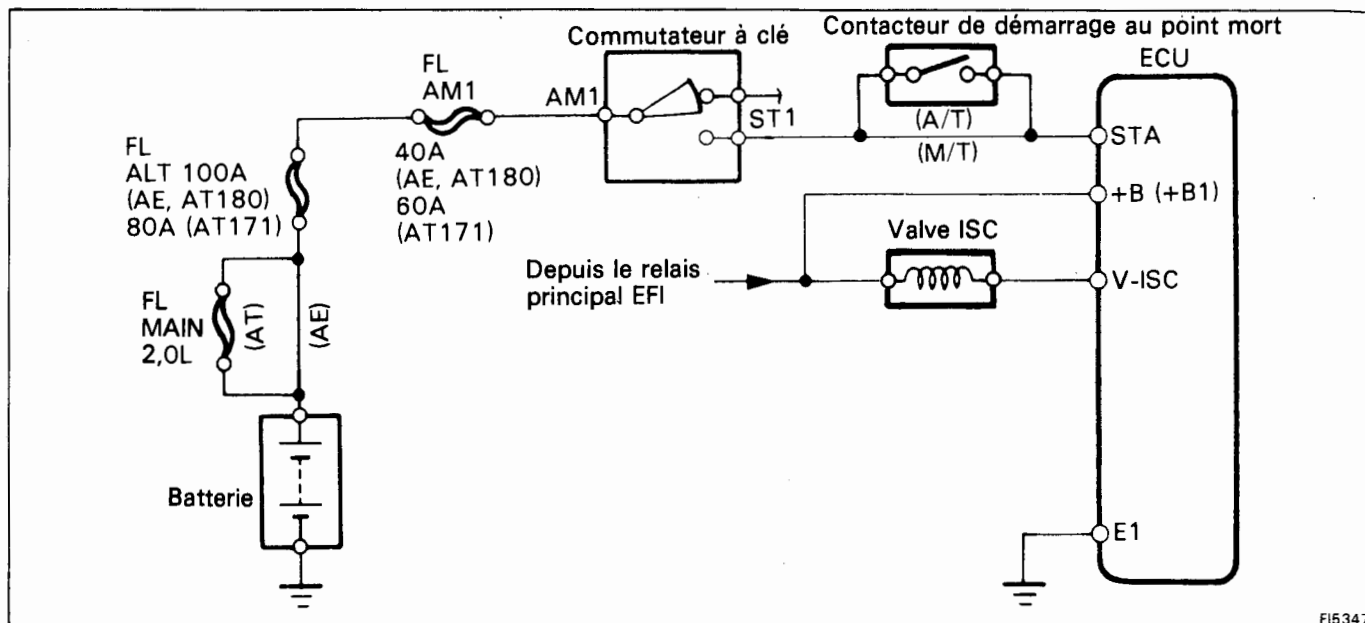 Commutateur à clé
Contacteur de démarrage au point mort
ECU
FL
AM1
AM1
ST1
(A/T)
(M/T)
STA
40A
(AE, AT180)
60A
(AT171)
FL
ALT 100A
(AE, AT180)
80A (AT171)
+B (+B1)
Valve ISC
Depuis le relais
principal EFI
V-ISC
FL
MAIN
2,0L
(AT)
(AE)
Batterie
E1
FI5347